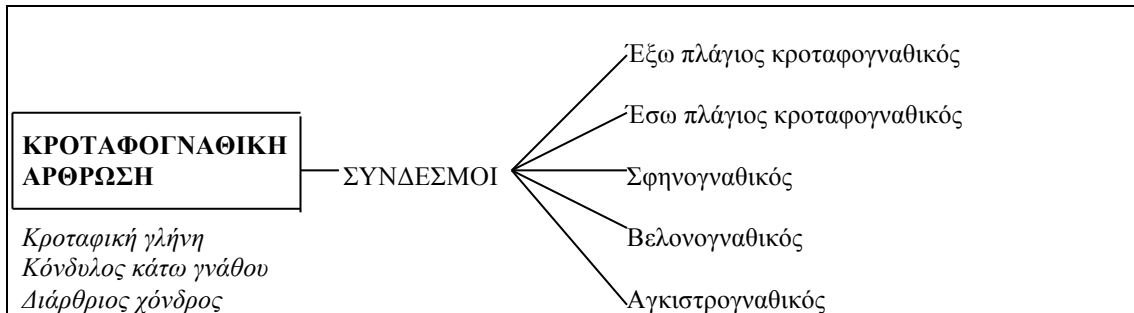 Έξω πλάγιος κροταφογναθικός
Έσω πλάγιος κροταφογναθικός
ΚΡΟΤΑΦΟΓΝΑΘΙΚΗ
ΑΡΘΡΩΣΗ
ΣΥΝΔΕΣΜΟΙ
Σφηνογναθικός
Κροταφική γλήνη
Βελονογναθικός
Κόνδυλος κάτω γνάθου
Διάρθριος χόνδρος
Αγκιστρογναθικός